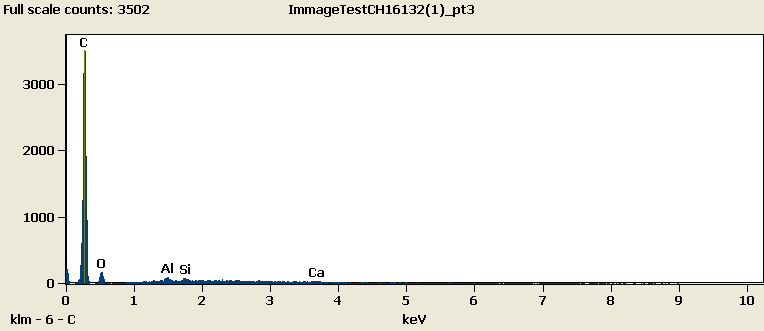 Full scale counts: 3502 ImmageTestCH16132(1)_pt3
C
3000
2000
1000
O
Al Si
Ca
0
0 1 2 3 4 5 6 7 8 9 10
klm - 6 - C keV